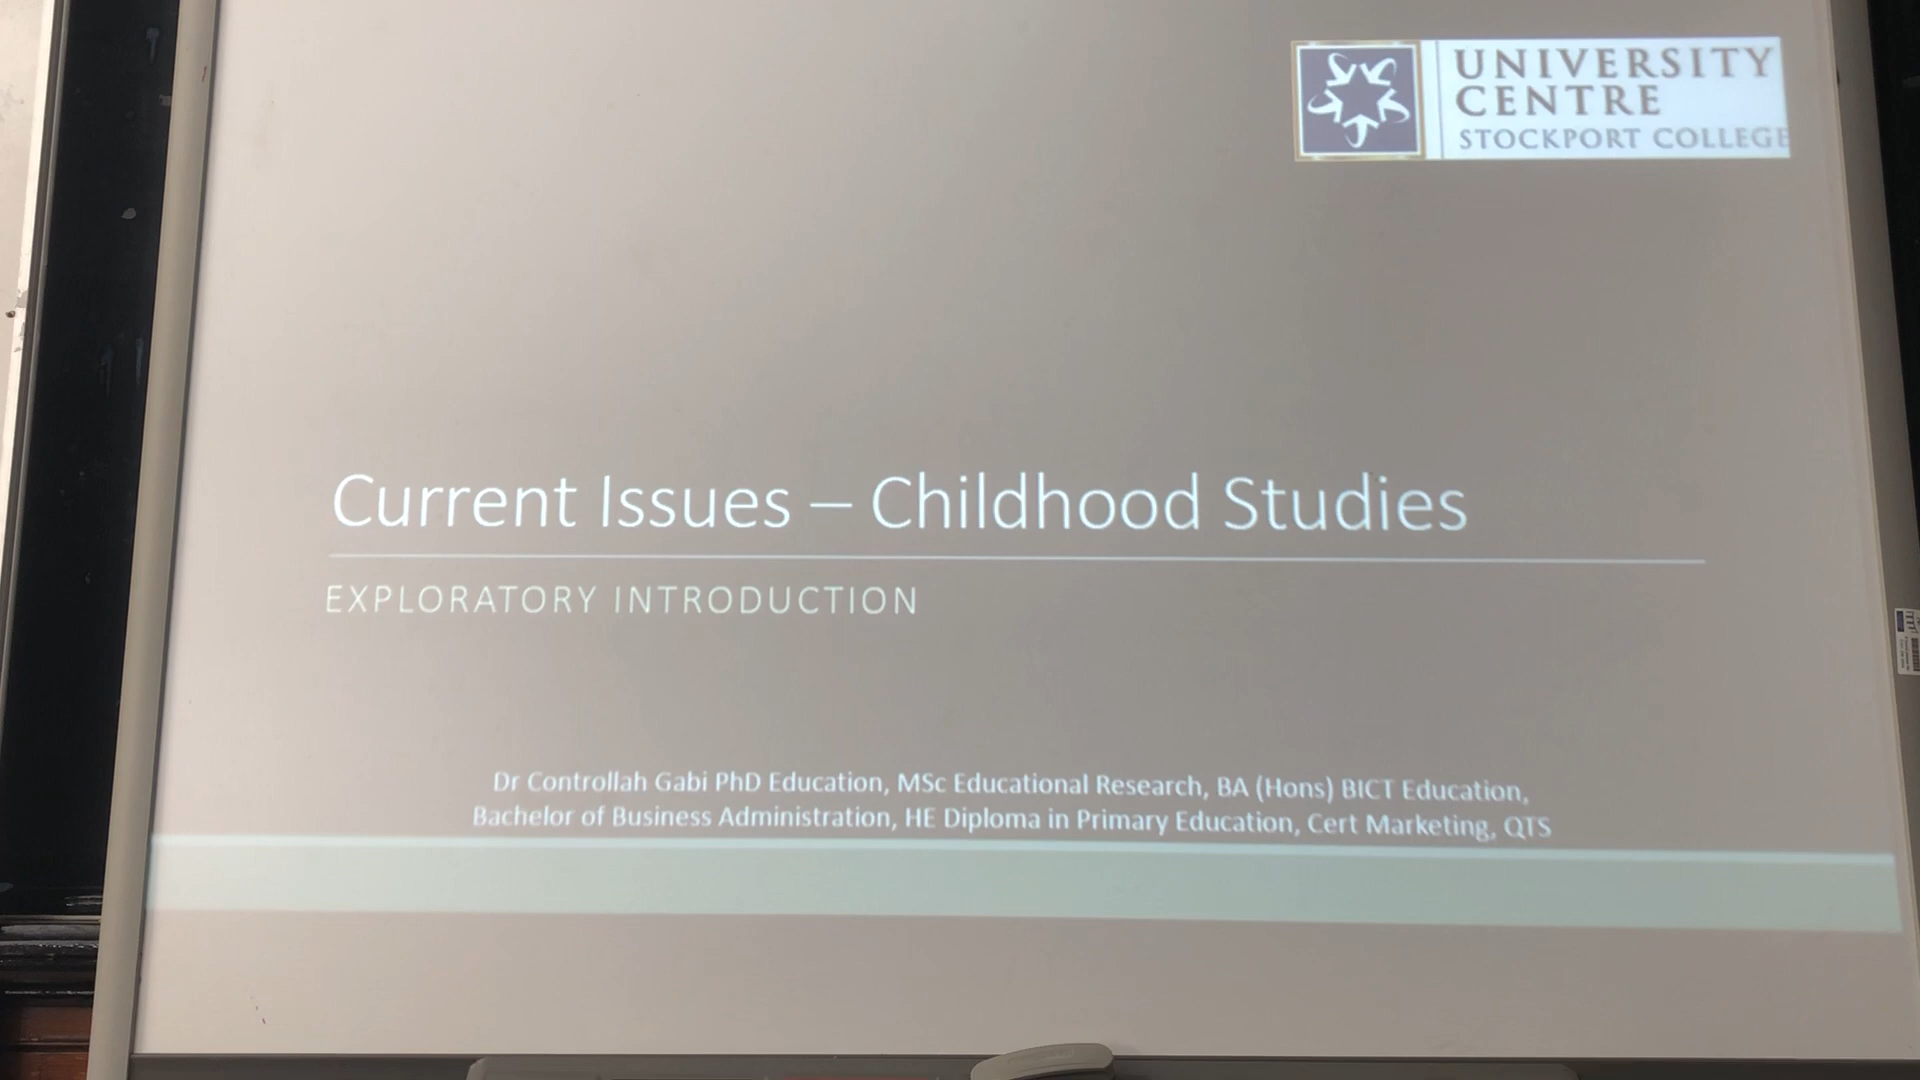 UNIVERSITY
CENTRE
STOCKPORT COLLEGE
Current Issues – Childhood Studies
EXPLORATORY INTRODUCTION
Dr Controllah Gabi PhD Education, MSc Educational Research, BA (Hons) BICT Education,
Bachelor of Business Administration, HE Diploma in Primary Education, Cert Marketing, QTS